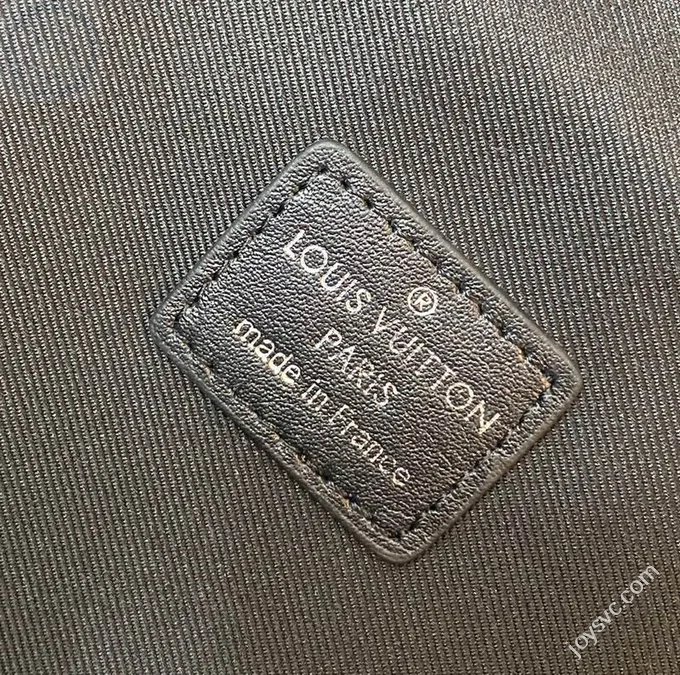 ®
LOUIS VUITTON
PARIS
made in France
joysvc.com